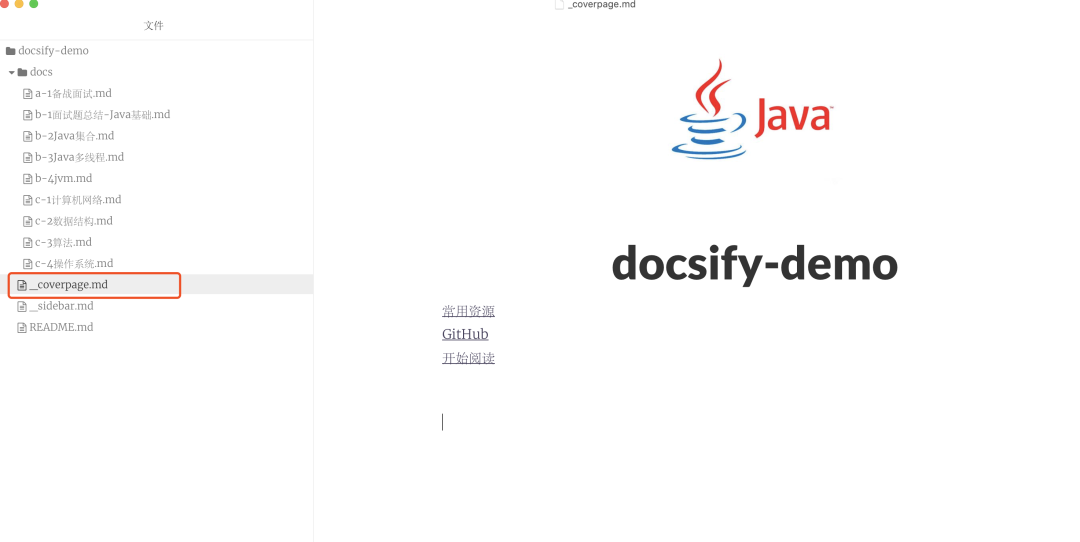 _coverpage.md
文件
docsify-demo
docs
a-1备战面试.md
b-1面试题总结-Java基础.md
b-2Java集合.md
b-3Java多线程.md
b-4jvm.md
c-1计算机网络.md
c-2数据结构.md
c-3算法.md
c-4操作系统.md
_coverpage.md
_sidebar.md
README.md
Java™
docsify-demo
常用资源
GitHub
开始阅读